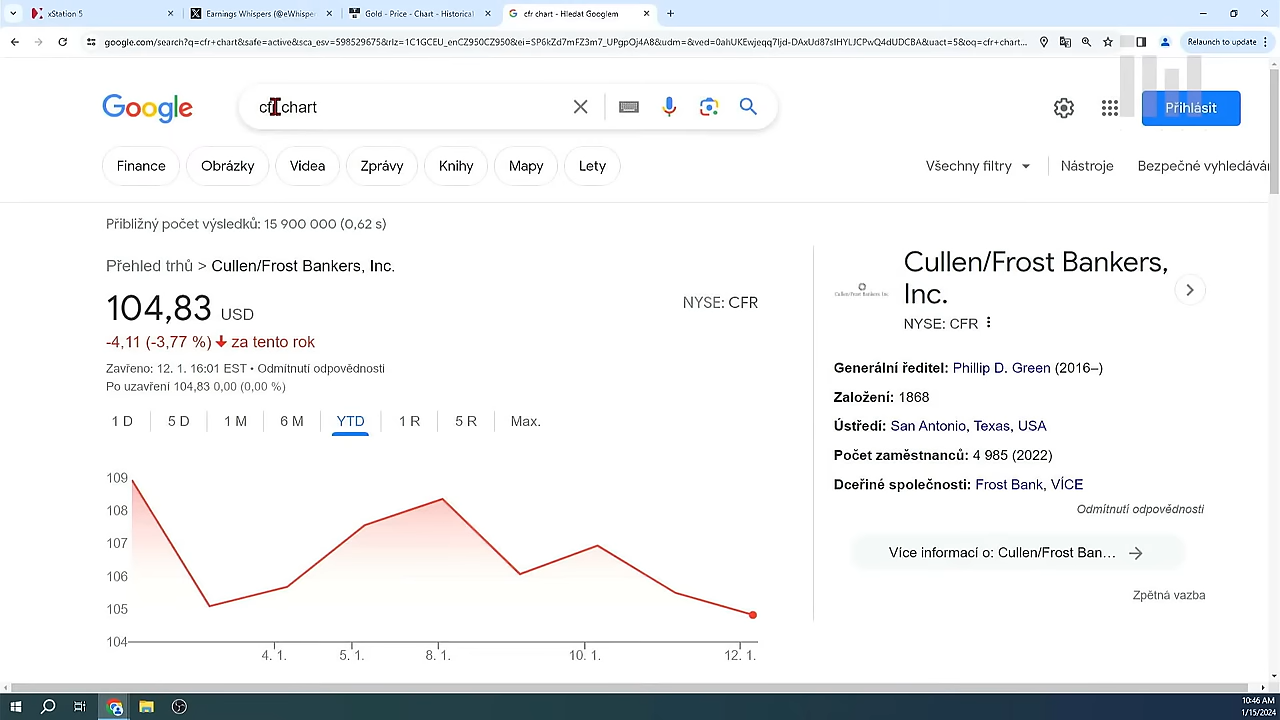 xStation 5
Earnings Whispers (@eWhispe
Gold - Price - Chart - Historical
cfr chart - Hledat Googlem
google.com/search?q=cfr+chart&safe=active&sca_esv=598529675&rlz=1C1GCEU_enCZ950CZ950&ei=SP6kZd7mFZ3m7_UPgpOj4A8&udm=&ved=0ahUKEwjeqq7Ijd-DAxUd87sIHYLJCPwQ4dUDCBA&uact=5&oq=cfr+chart...
Relaunch to update
Google
cfr chart
Přihlásit
Finance
Obrázky
Videa
Zprávy
Knihy
Mapy
Lety
Všechny filtry
Nástroje
Bezpečné vyhledáván
Přibližný počet výsledků: 15 900 000 (0,62 s)
Přehled trhů > Cullen/Frost Bankers, Inc.
104,83 USD
NYSE: CFR
-4,11 (-3,77 %) za tento rok
Zavřeno: 12. 1. 16:01 EST • Odmítnutí odpovědnosti
Po uzavření 104,83 0,00 (0,00 %)
1 D
5 D
1 M
6 M
YTD
1 R
5 R
Max.
109
108
107
106
105
104
4. 1.
5. 1.
8. 1.
10. 1.
12. 1.
Cullen/Frost Bankers
Cullen/Frost Bankers,
Inc.
NYSE: CFR
Generální ředitel: Phillip D. Green (2016–)
Založení: 1868
Ústředí: San Antonio, Texas, USA
Počet zaměstnanců: 4 985 (2022)
Dceřiné společnosti: Frost Bank, VÍCE
Odmítnutí odpovědnosti
Více informací o: Cullen/Frost Ban...
Zpětná vazba
10:46 AM
1/15/2024